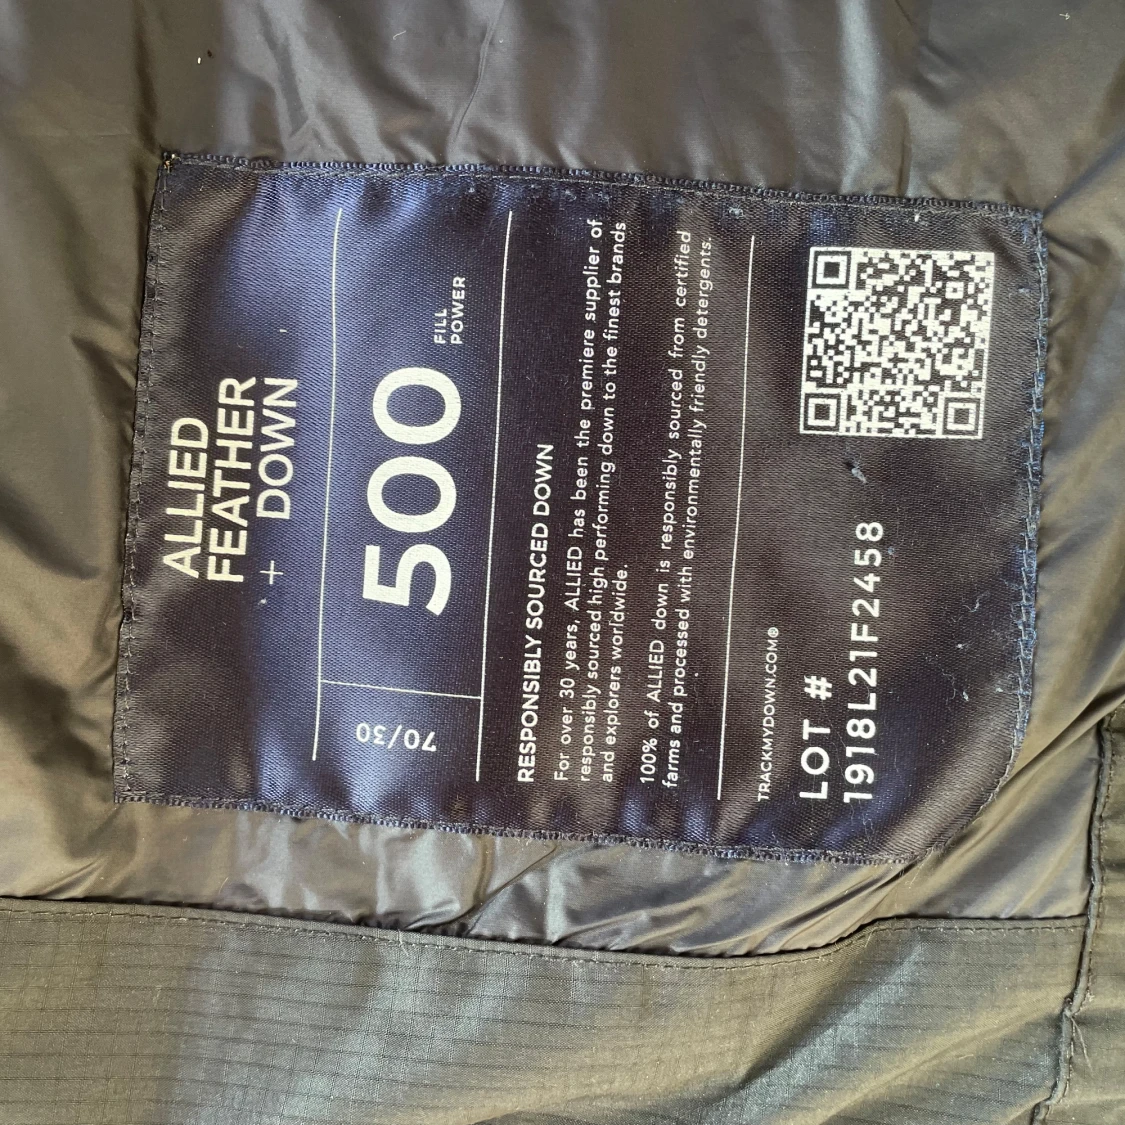 ALLIED
FEATHER
+ DOWN
70/30
500
FILL
POWER
RESPONSIBLY SOURCED DOWN
For over 30 years, ALLIED has been the premiere supplier of
responsibly sourced high performing down to the finest brands
and explorers worldwide.
100% of ALLIED down is responsibly sourced from certified
farms and processed with environmentally friendly detergents.
TRACKMYDOWN.COM®
LOT #
1918L21F2458